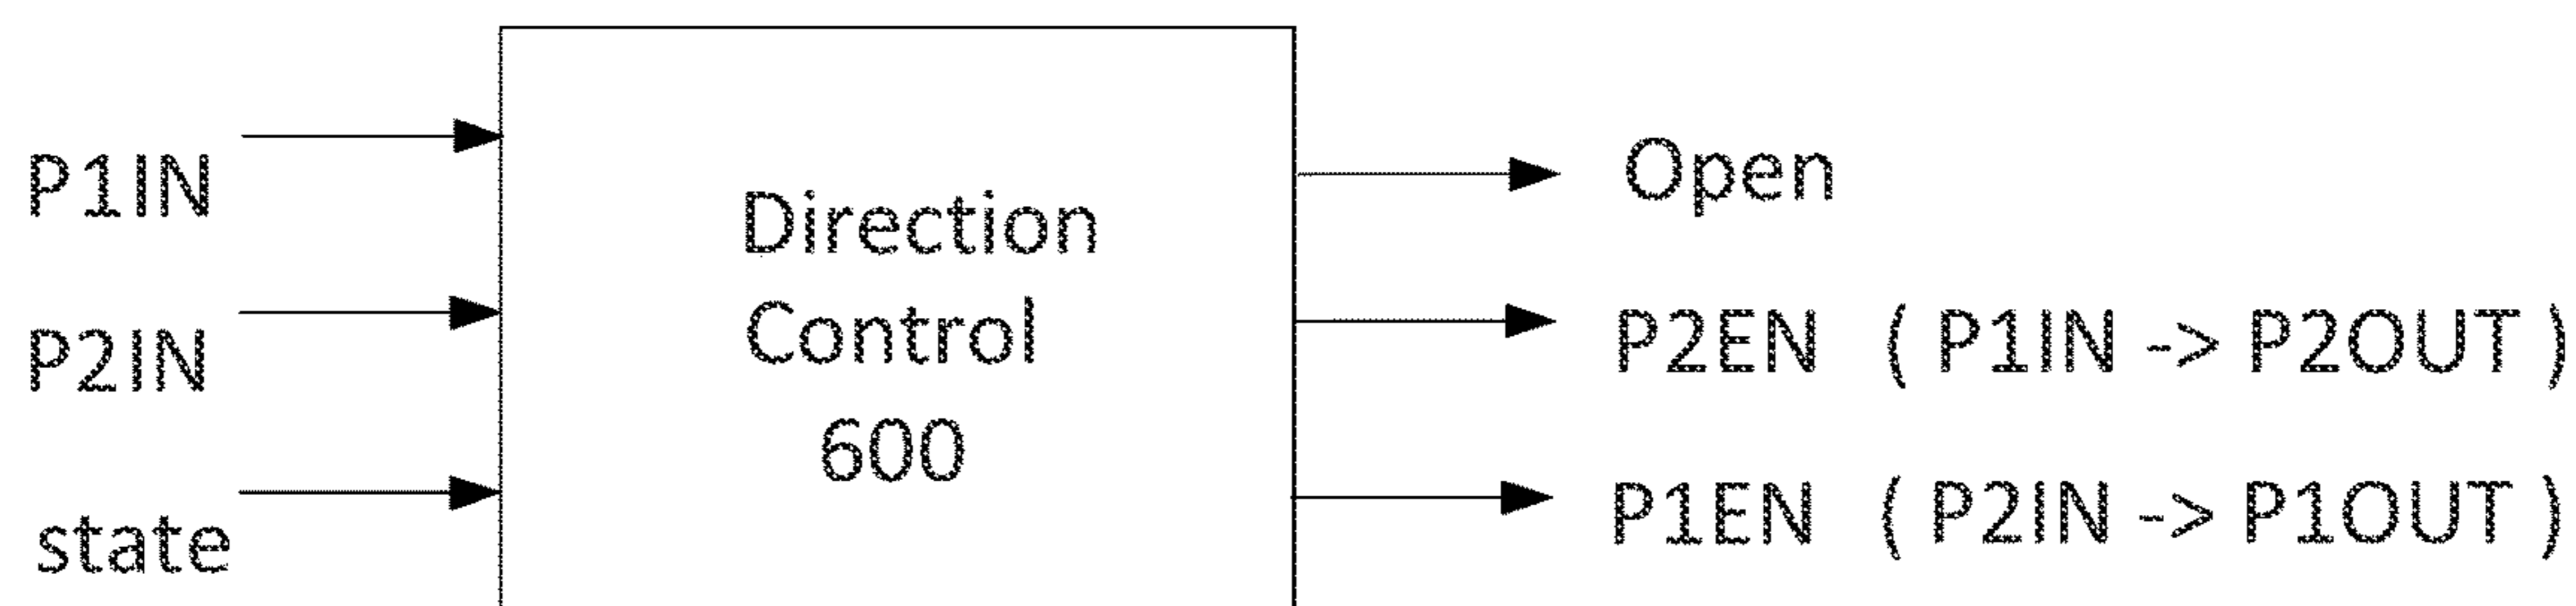 P1IN
P2IN
state
Direction
Control
600
Open
P2EN ( P1IN -> P2OUT )
P1EN ( P2IN -> P1OUT )